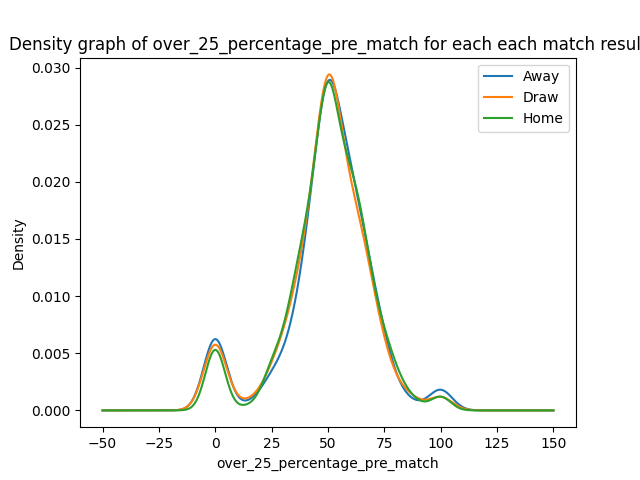 Density graph of over_25_percentage_pre_match for each each match resul
0.030
0.025
0.020
0.015
0.010
0.005
0.000
Density
−50
−25
0
25
50
75
100
125
150
over_25_percentage_pre_match
Away
Draw
Home